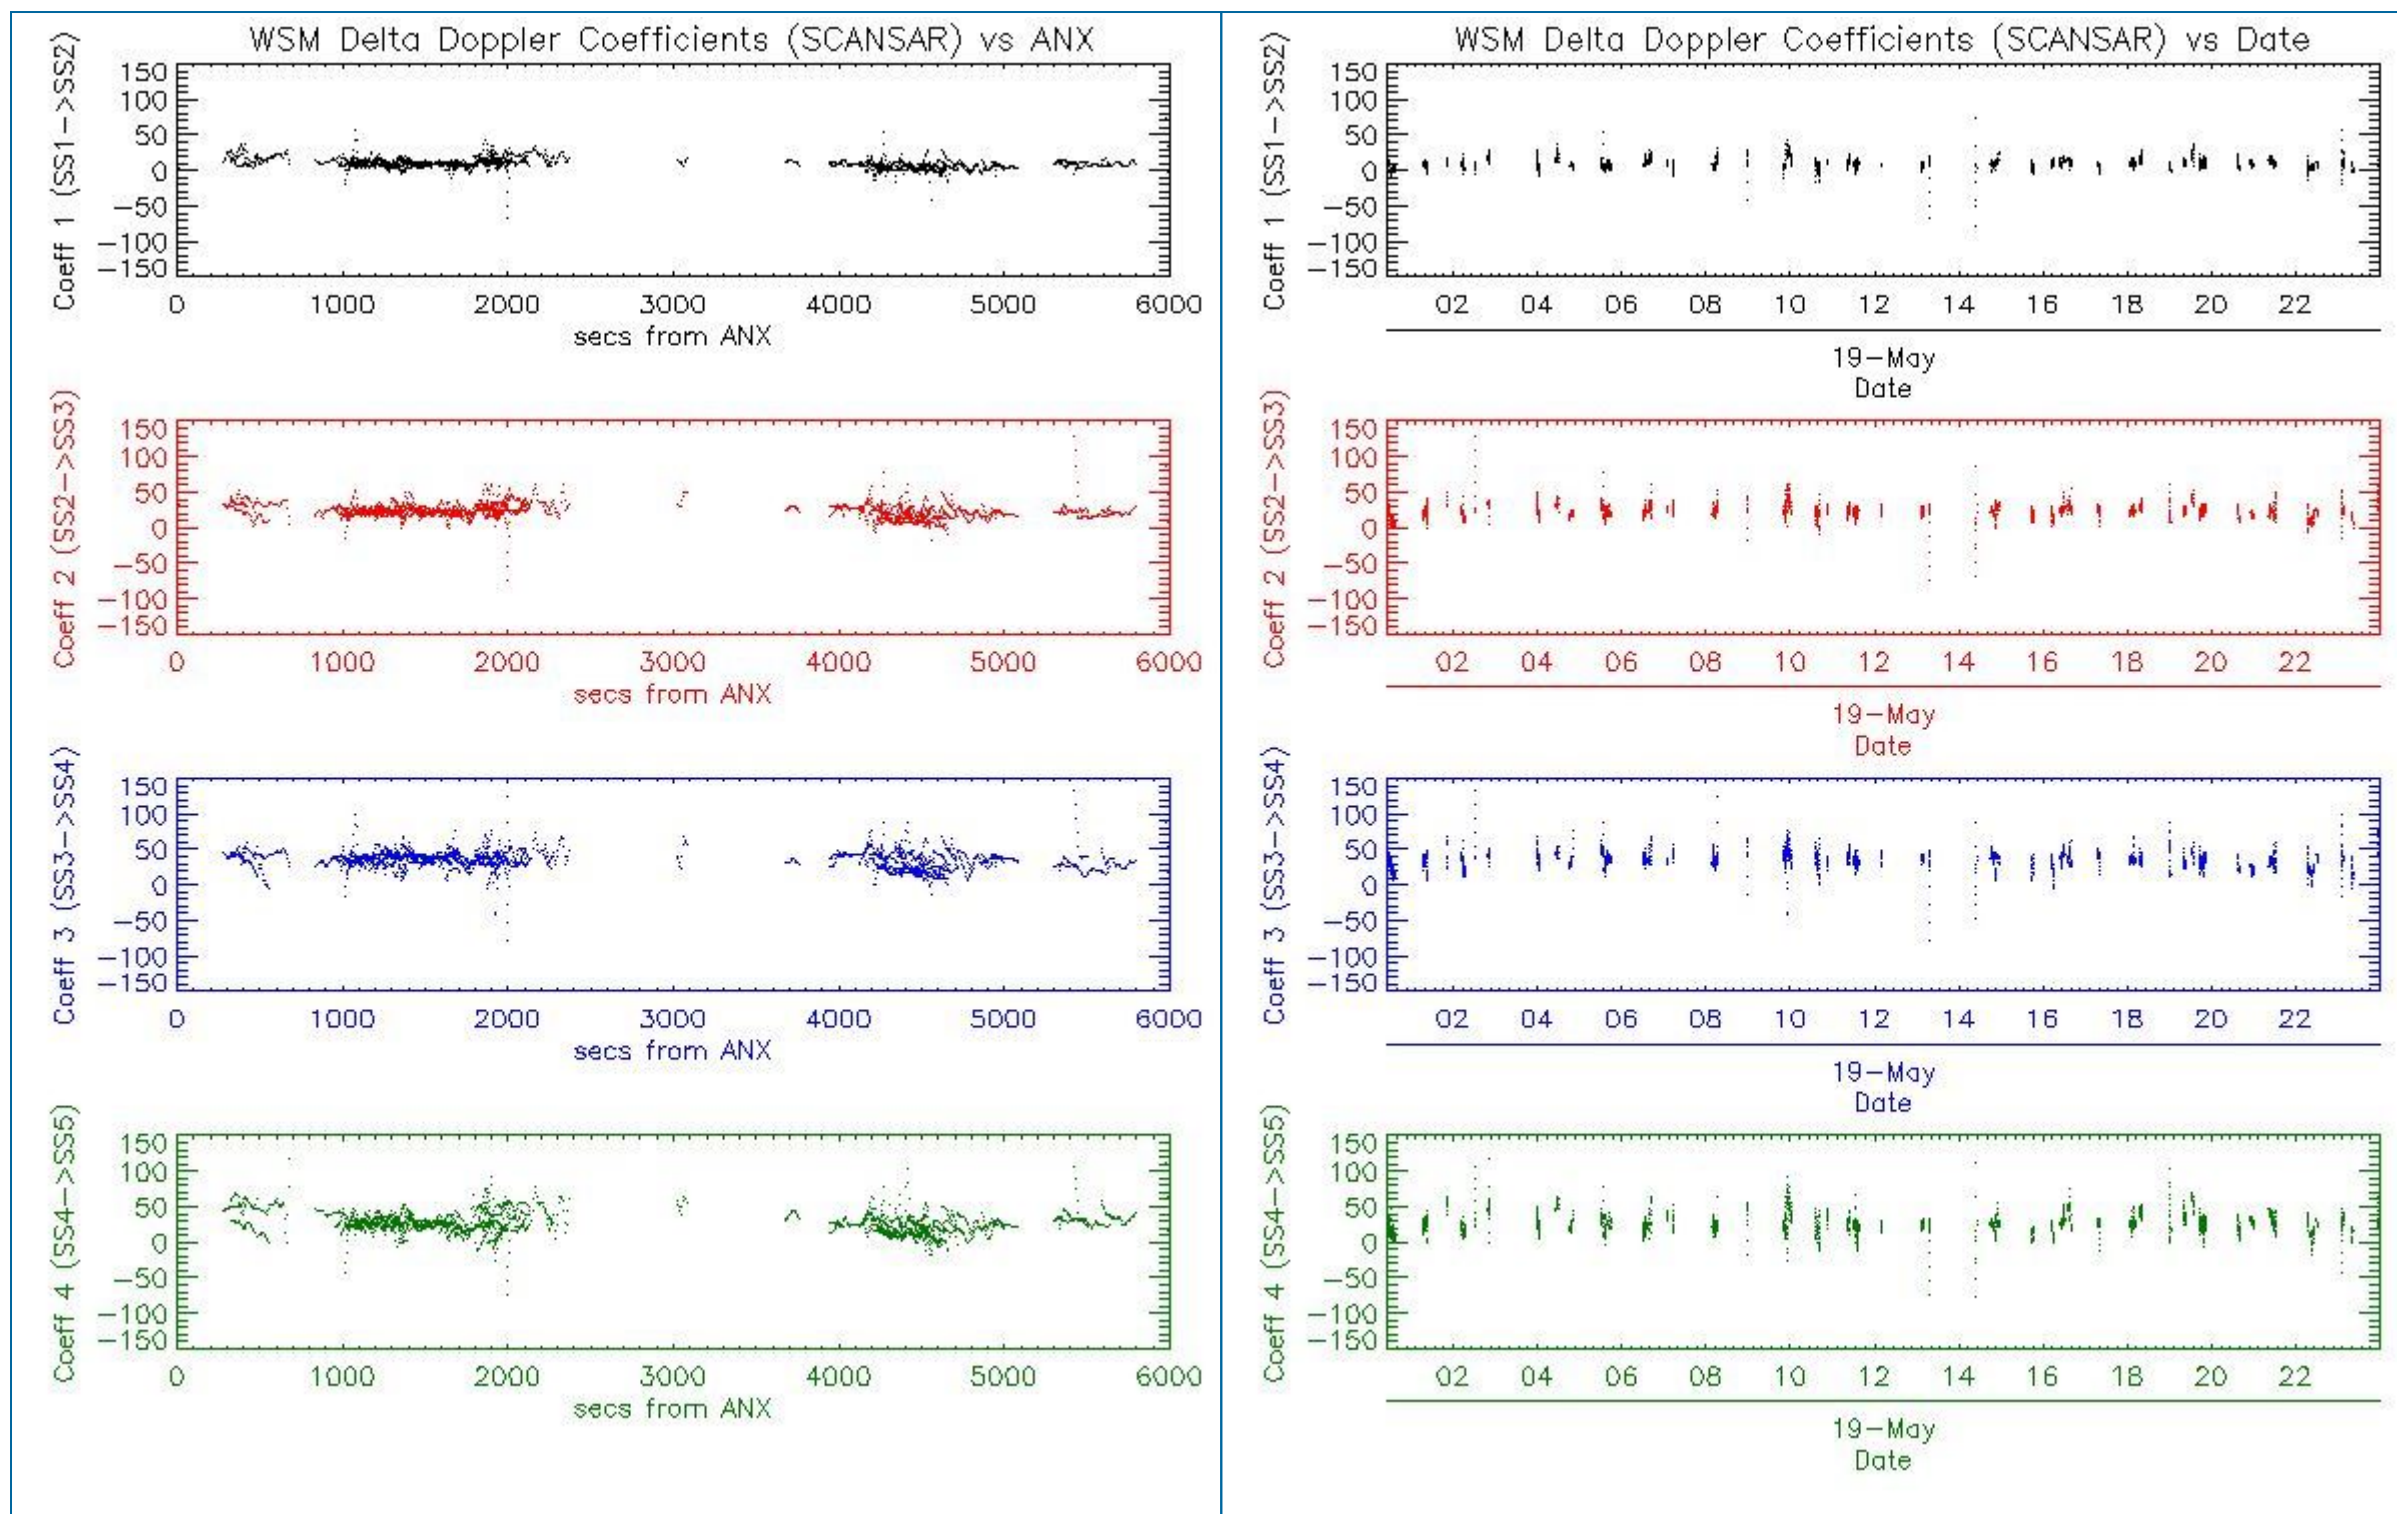 WSM Delta Doppler Coefficients (SCANSAR) vs ANX
Coeff 1 (SS1->SS2)
150
100
50
0
-50
-100
-150
0 1000 2000 3000 4000 5000 6000
secs from ANX
Coeff 2 (SS2->SS3)
150
100
50
0
-50
-100
-150
0 1000 2000 3000 4000 5000 6000
secs from ANX
Coeff 3 (SS3->SS4)
150
100
50
0
-50
-100
-150
0 1000 2000 3000 4000 5000 6000
secs from ANX
Coeff 4 (SS4->SS5)
150
100
50
0
-50
-100
-150
0 1000 2000 3000 4000 5000 6000
secs from ANX
WSM Delta Doppler Coefficients (SCANSAR) vs Date
Coeff 1 (SS1->SS2)
150
100
50
0
-50
-100
-150
02 04 06 08 10 12 14 16 18 20 22
19-May
Date
Coeff 2 (SS2->SS3)
150
100
50
0
-50
-100
-150
02 04 06 08 10 12 14 16 18 20 22
19-May
Date
Coeff 3 (SS3->SS4)
150
100
50
0
-50
-100
-150
02 04 06 08 10 12 14 16 18 20 22
19-May
Date
Coeff 4 (SS4->SS5)
150
100
50
0
-50
-100
-150
02 04 06 08 10 12 14 16 18 20 22
19-May
Date